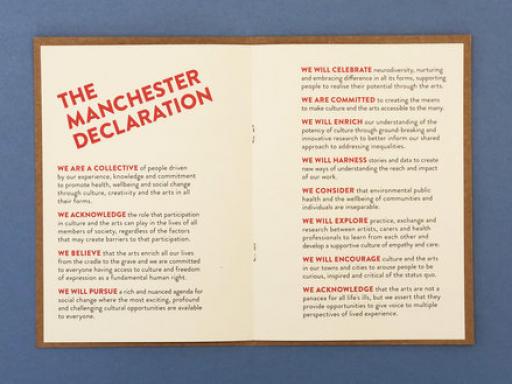 THE
MANCHESTER
DECLARATION
WE ARE A COLLECTIVE of people driven
by our experience, knowledge and commitment
to promote health, wellbeing and social change
through culture, creativity and the arts in all
their forms.
WE ACKNOWLEDGE the role that participation
in culture and the arts can play in the lives of all
members of society, regardless of the factors
that may create barriers to that participation.
WE BELIEVE that the arts enrich all our lives
from the cradle to the grave and we are committed
to everyone having access to culture and freedom
of expression as a fundamental human right.
WE WILL PURSUE a rich and nuanced agenda for
social change where the most exciting, profound
and challenging cultural opportunities are available
to everyone.
WE WILL CELEBRATE neurodiversity, nurturing
and embracing difference in all its forms, supporting
people to realise their potential through the arts.
WE ARE COMMITTED to creating the means
to make culture and the arts accessible to the many.
WE WILL ENRICH our understanding of the
potency of culture through ground-breaking and
innovative research to better inform our shared
approach to addressing inequalities.
WE WILL HARNESS stories and data to create
new ways of understanding the reach and impact
of our work.
WE CONSIDER that environmental public
health and the wellbeing of communities and
individuals are inseparable.
WE WILL EXPLORE practice, exchange and
research between artists, carers and health
professionals to learn from each other and
develop a supportive culture of empathy and care.
WE WILL ENCOURAGE culture and the arts
in our towns and cities to arouse people to be
curious, inspired and critical of the status quo.
WE ACKNOWLEDGE that the arts are not a
panacea for all life's ills, but we assert that they
provide opportunities to give voice to multiple
perspectives of lived experience.